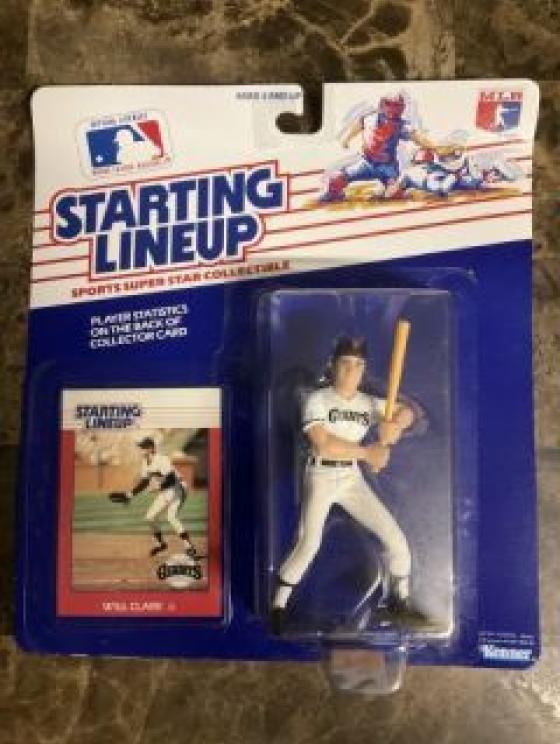 MLB
STARTING
LINEUP
SPORTS SUPER STAR COLLECTIBLE
PLAYER STATISTICS
ON THE BACK OF
COLLECTOR CARD
STARTING
LINEUP
GIANTS
GIANTS
WILL CLARK
Kenner